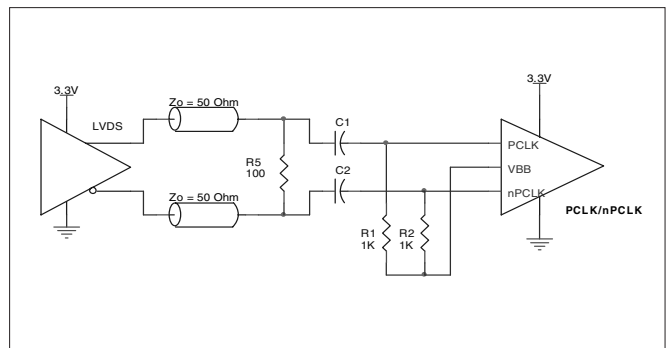 3.3V
3.3V
Zo = 50 Ohm
LVDS
C1
PCLK
R5
100
VBB
C2
Zo = 50 Ohm
nPCLK
PCLK/nPCLK
R1
1K
R2
1K